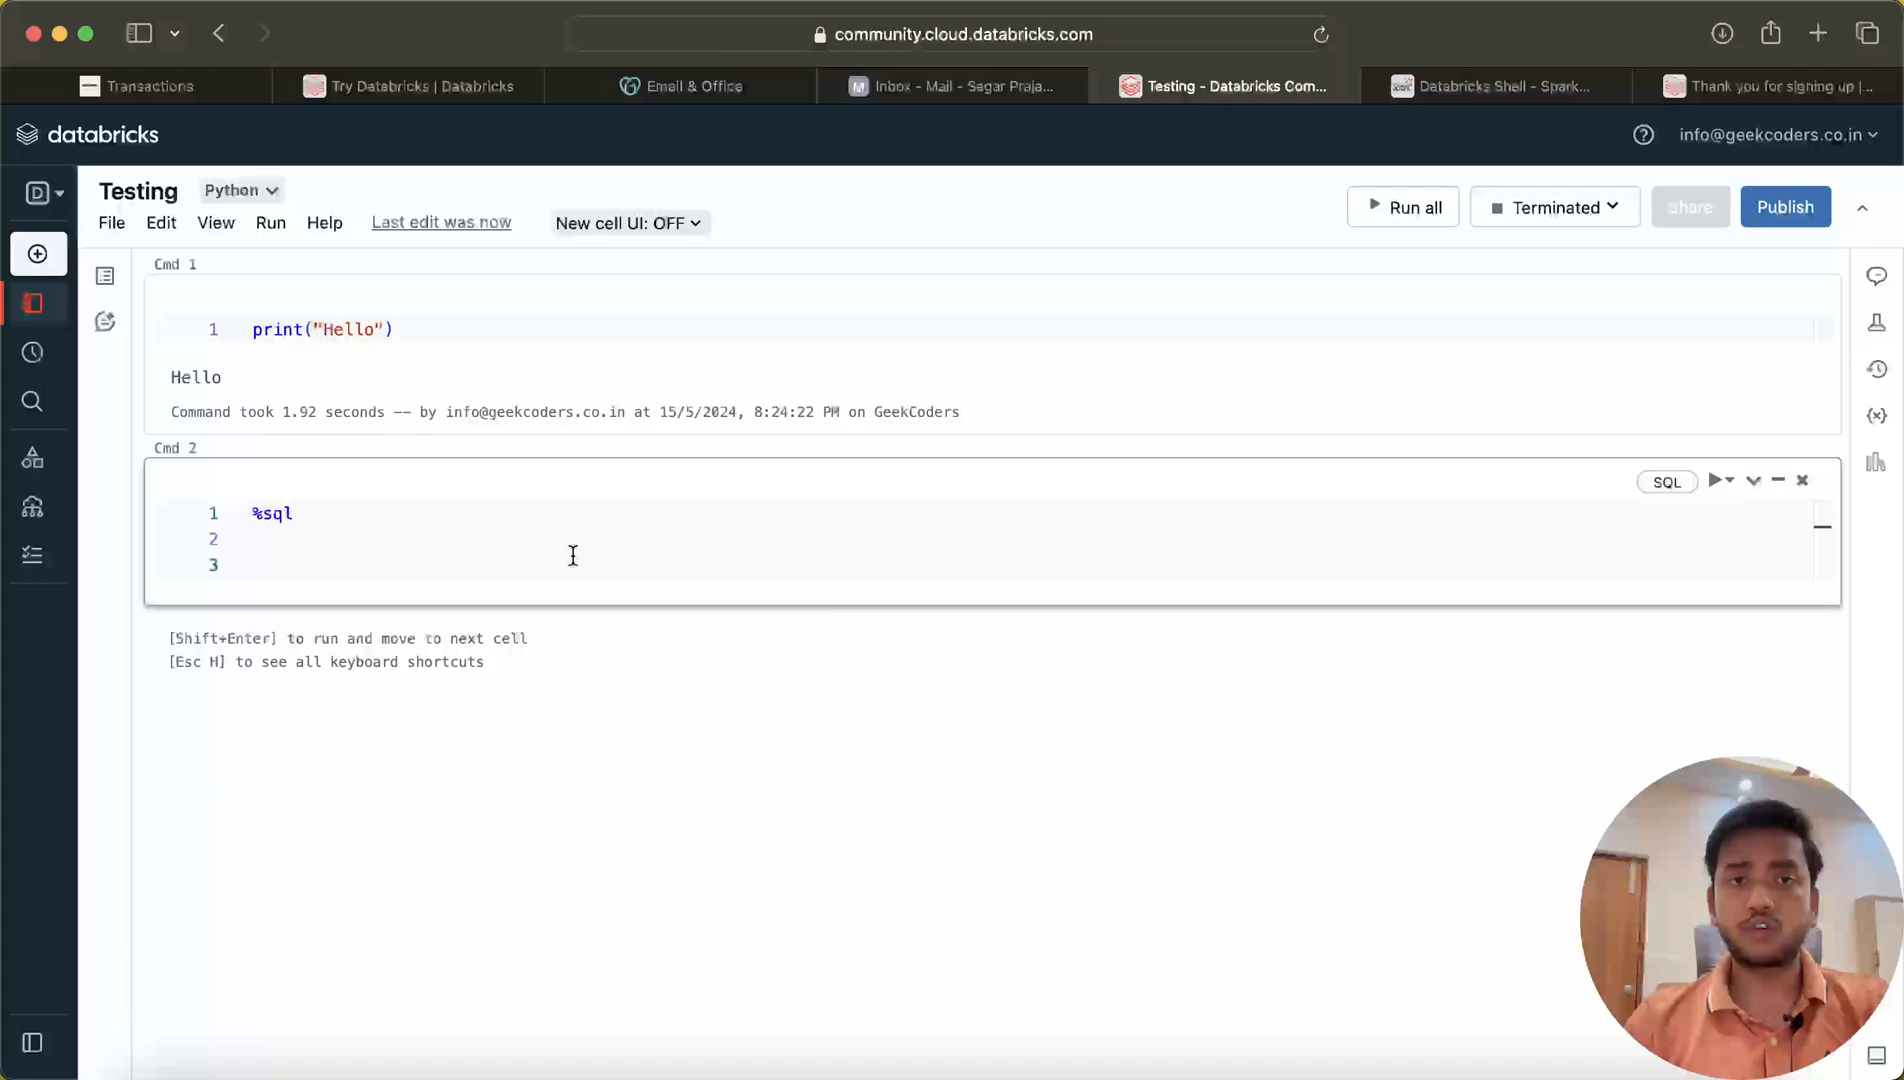 community.cloud.databricks.com
Transactions
Try Databricks | Databricks
Email & Office
Inbox - Mail - Sagar Praja...
Testing - Databricks Com...
Databricks Shell - Spark...
Thank you for signing up |...
databricks
info@geekcoders.co.in
D
Testing
Python
Run all
Terminated
Share
Publish
File
Edit
View
Run
Help
Last edit was now
New cell UI: OFF
Cmd 1
1 print("Hello")
Hello
Command took 1.92 seconds -- by info@geekcoders.co.in at 15/5/2024, 8:24:22 PM on GeekCoders
Cmd 2
SQL
1 %sql
2
3
[Shift+Enter] to run and move to next cell
[Esc H] to see all keyboard shortcuts